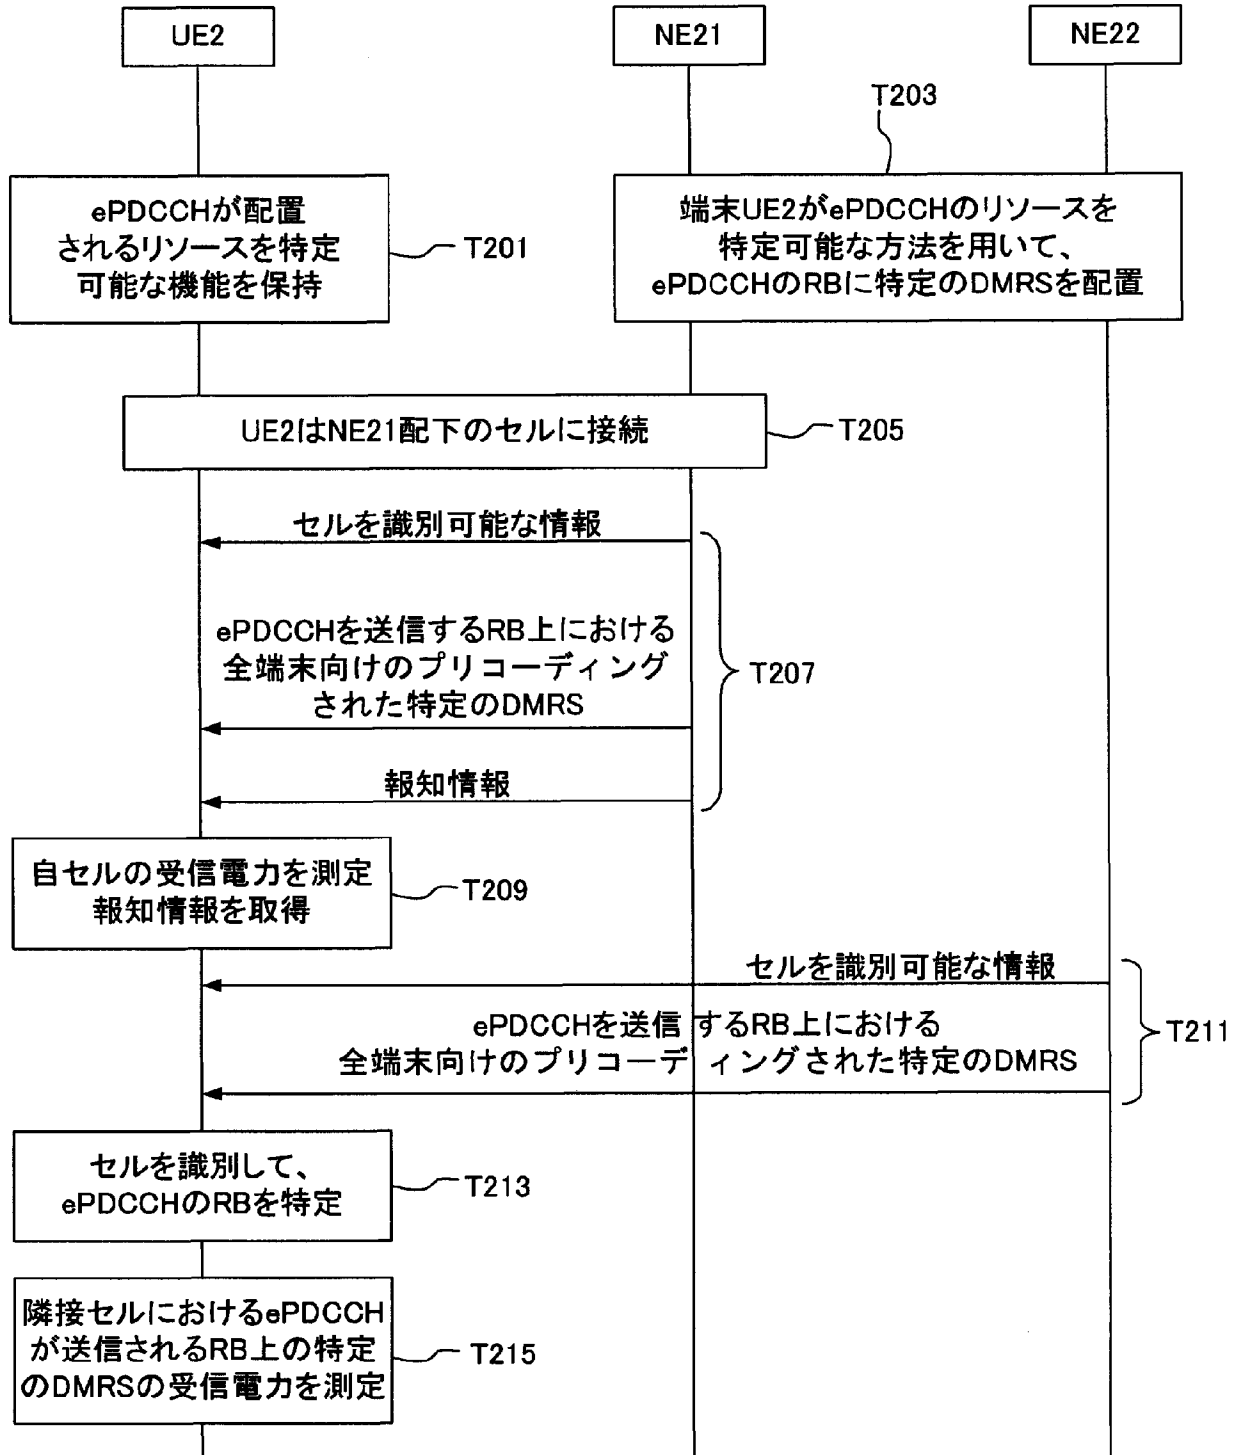 UE2
NE21
NE22
T203
ePDCCHが配置
されるリソースを特定
可能な機能を保持
T201
端末UE2がePDCCHのリソースを
特定可能な方法を用いて、
ePDCCHのRBに特定のDMRSを配置
UE2はNE21配下のセルに接続
T205
セルを識別可能な情報
ePDCCHを送信するRB上における
全端末向けのプリコーディング
された特定のDMRS
T207
報知情報
自セルの受信電力を測定
報知情報を取得
T209
セルを識別可能な情報
ePDCCHを送信するRB上における
全端末向けのプリコーディングされた特定のDMRS
T211
セルを識別して、
ePDCCHのRBを特定
T213
隣接セルにおけるePDCCH
が送信されるRB上の特定
のDMRSの受信電力を測定
T215